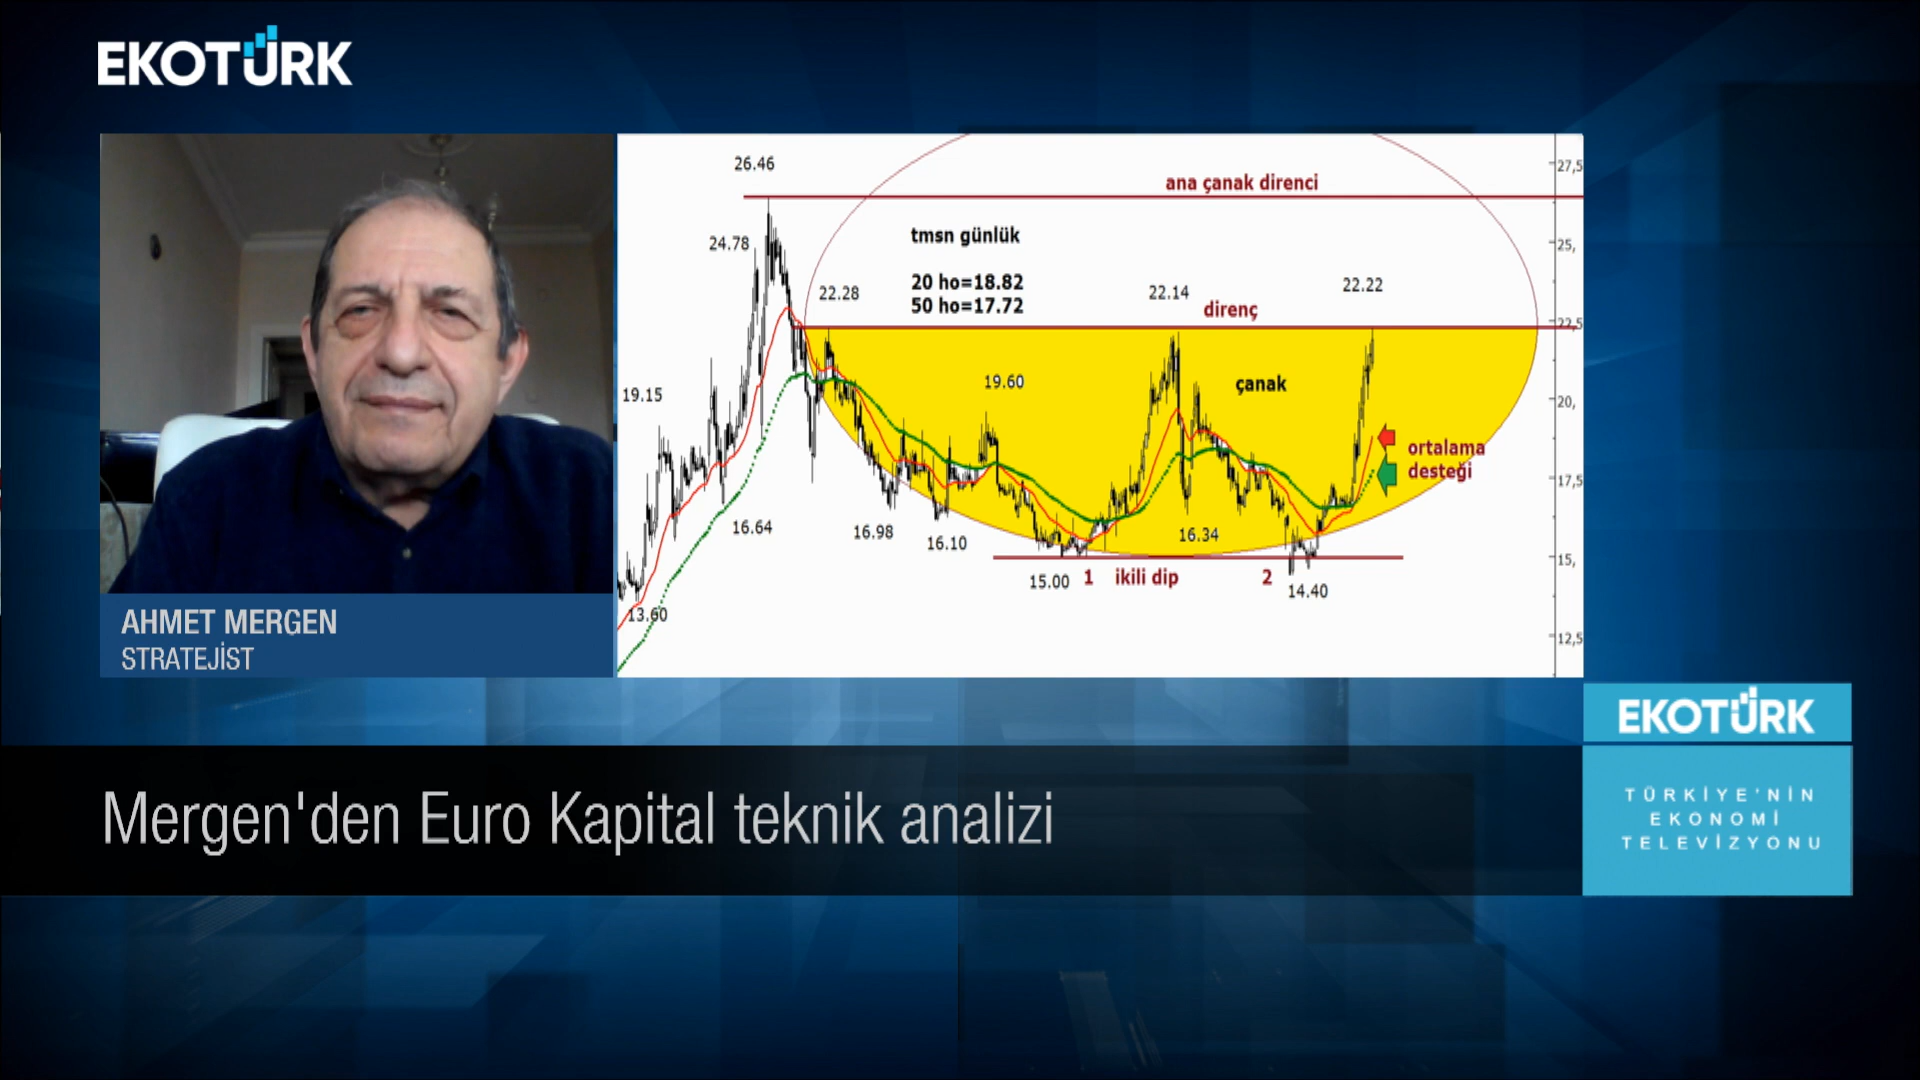 EKOTÜRK
26.46
27,5
ana çanak direnci
24.78
tmsn günlük
25,
20 ho=18.82
50 ho=17.72
22.28
22.14
22.22
direnç
22,5
19.15
19.60
çanak
20,
ortalama
desteği
17,5
16.64
16.98
16.10
16.34
15,
15.00
1
ikili dip
2
14.40
13.60
12,5
AHMET MERGEN
STRATEJİST
EKOTÜRK
Mergen'den Euro Kapital teknik analizi
TÜRKİYE'NİN
EKONOMİ
TELEVİZYONU